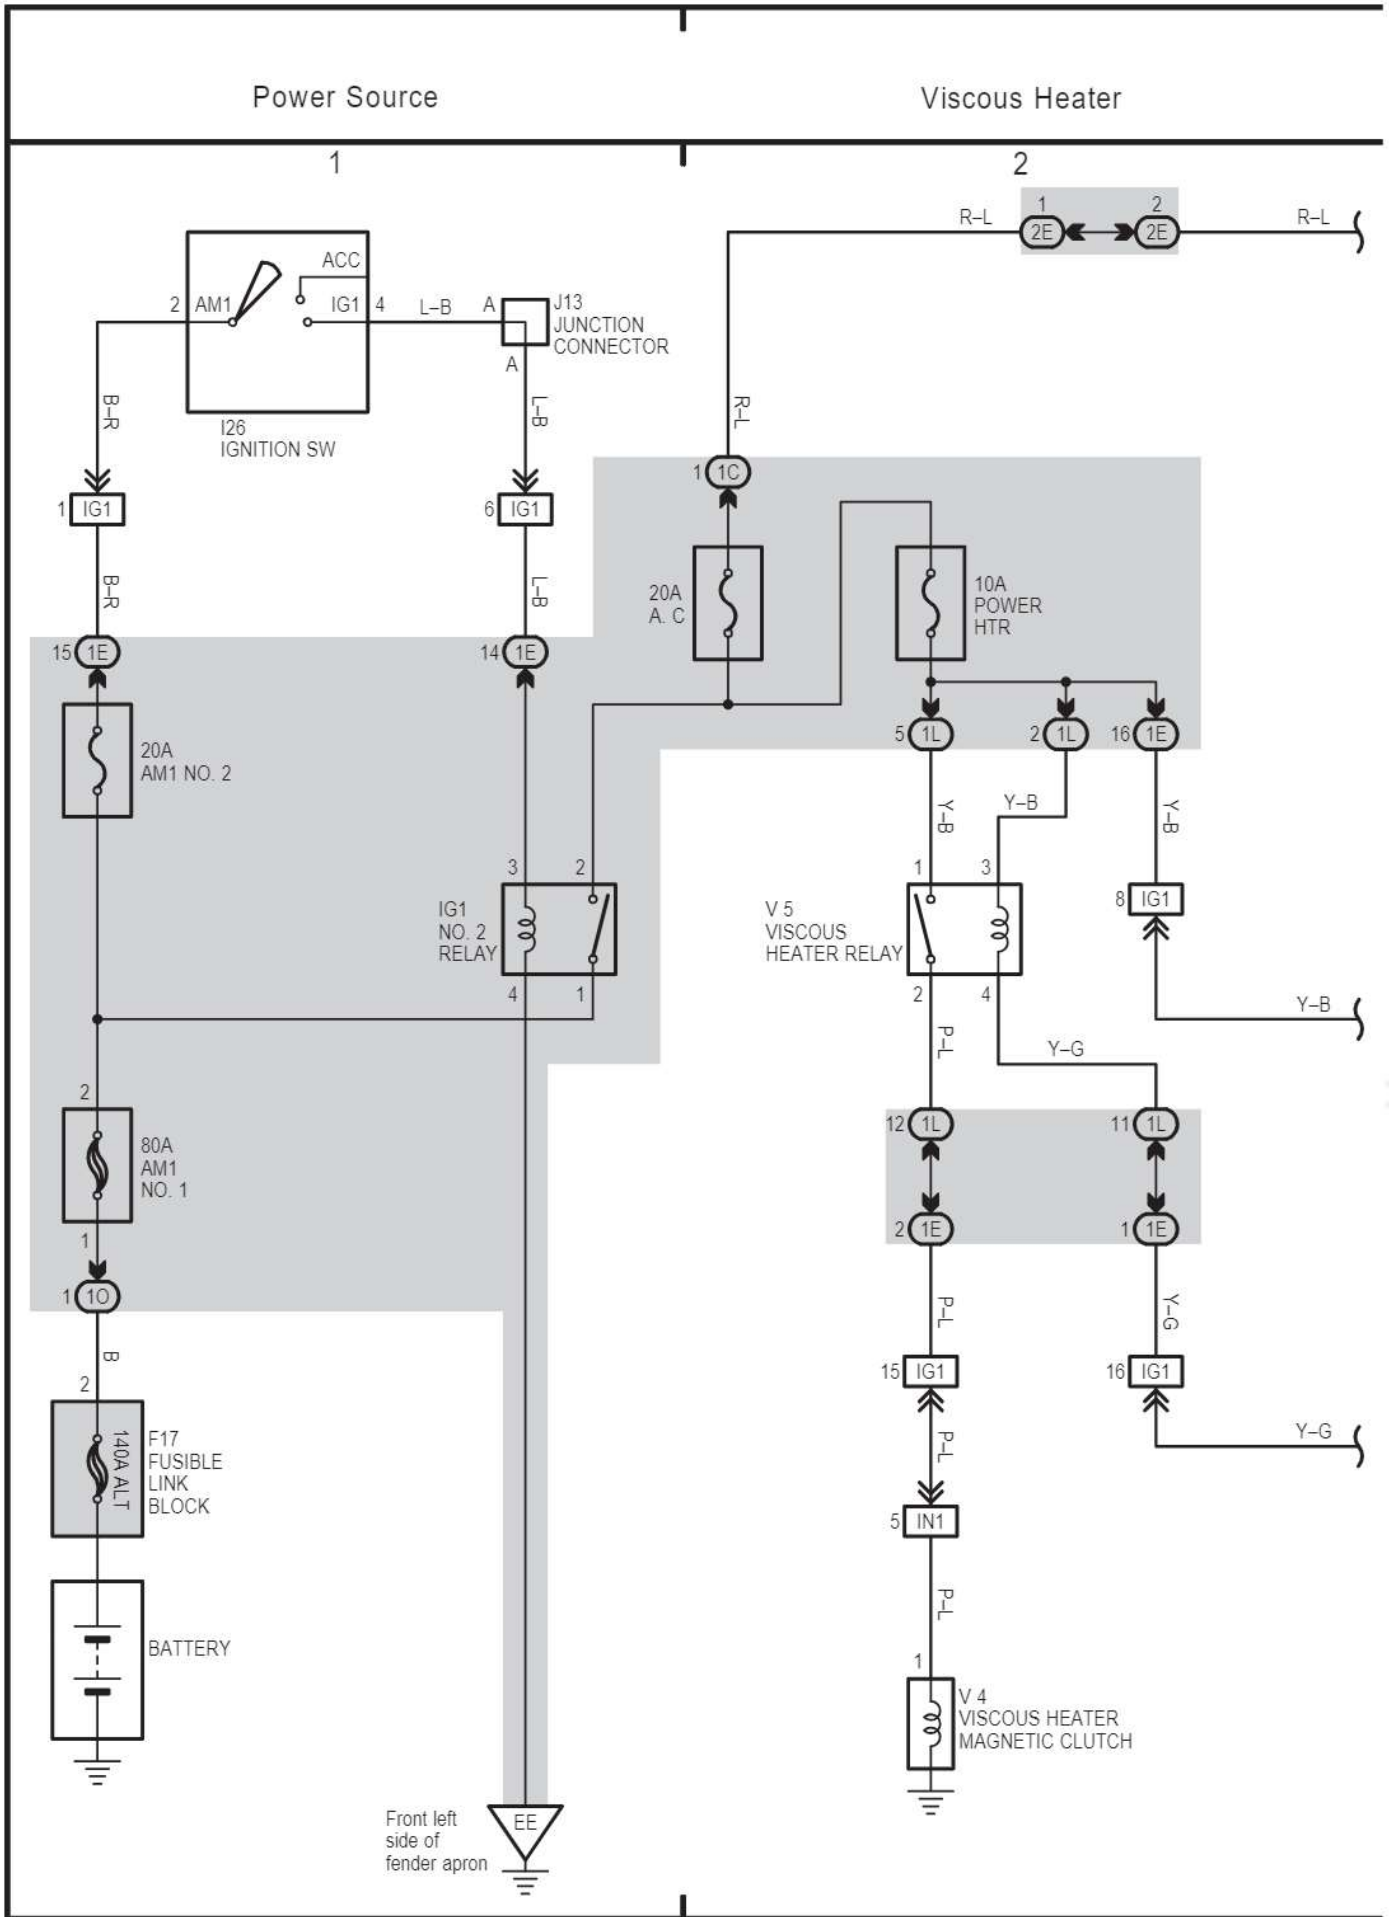 Power Source
Viscous Heater
1
2
R–L
1
2E
2
2E
R–L
ACC
2
AM1
IG1
4
L–B
A
J13
JUNCTION
CONNECTOR
A
B–R
L–B
R–L
I26
IGNITION SW
1
IG1
6
IG1
1
1C
B–R
L–B
20A
A. C
10A
POWER
HTR
15
1E
14
1E
5
1L
2
1L
16
1E
20A
AM1 NO. 2
Y–B
Y–B
Y–B
3
2
IG1
NO. 2
RELAY
4
1
1
3
V 5
VISCOUS
HEATER RELAY
2
4
8
IG1
Y–B
P–L
Y–G
2
80A
AM1
NO. 1
1
12
1L
11
1L
2
1E
1
1E
1
1O
B
P–L
Y–G
2
140A ALT
F17
FUSIBLE
LINK
BLOCK
15
IG1
16
IG1
P–L
Y–G
5
IN1
P–L
BATTERY
1
V 4
VISCOUS HEATER
MAGNETIC CLUTCH
Front left
side of
fender apron
EE